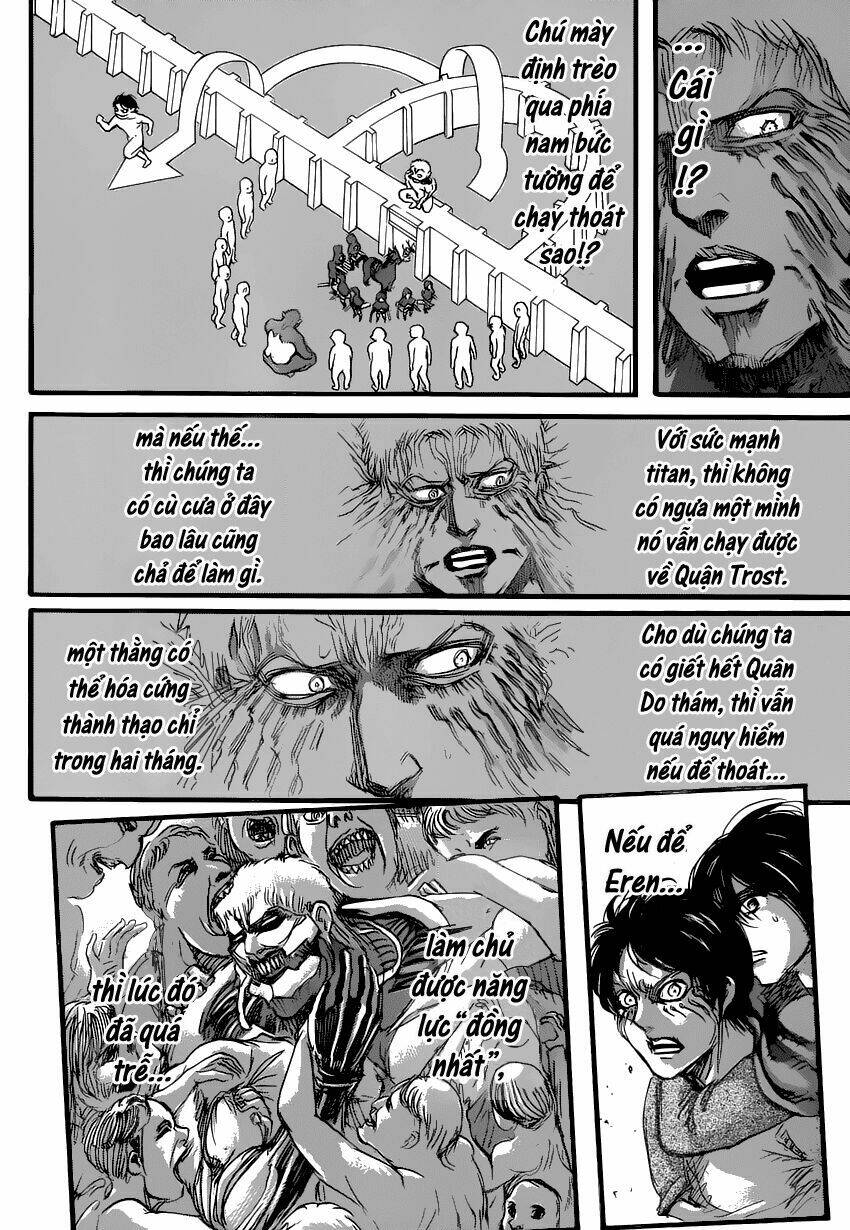 ...
Cái
gì
!?
Chú mày
định trèo
qua phía
nam bức
tường để
chạy thoát
sao!?
Với sức mạnh
titan, thì không
có ngựa một mình
nó vẫn chạy được
về Quận Trost.
mà nếu thế...
thì chúng ta
có cù cưa ở đây
bao lâu cũng
chả để làm gì.
Cho dù chúng ta
có giết hết Quân
Do thám, thì vẫn
quá nguy hiểm
nếu để thoát...
một thằng có
thể hóa cứng
thành thạo chỉ
trong hai tháng.
Nếu để
Eren...
làm chủ
được năng
lực “đồng
nhất”,
thì lúc đó
đã quá
trễ...